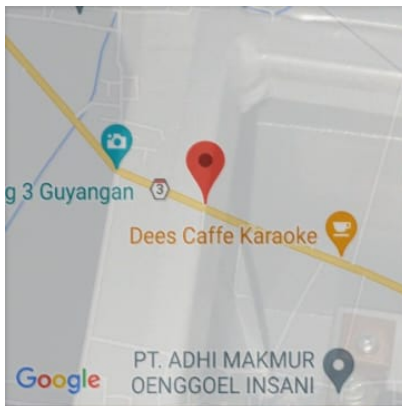 g 3 Guyangan
3
Dees Caffe Karaoke
PT. ADHI MAKMUR
OENGGOEL INSANI
Google